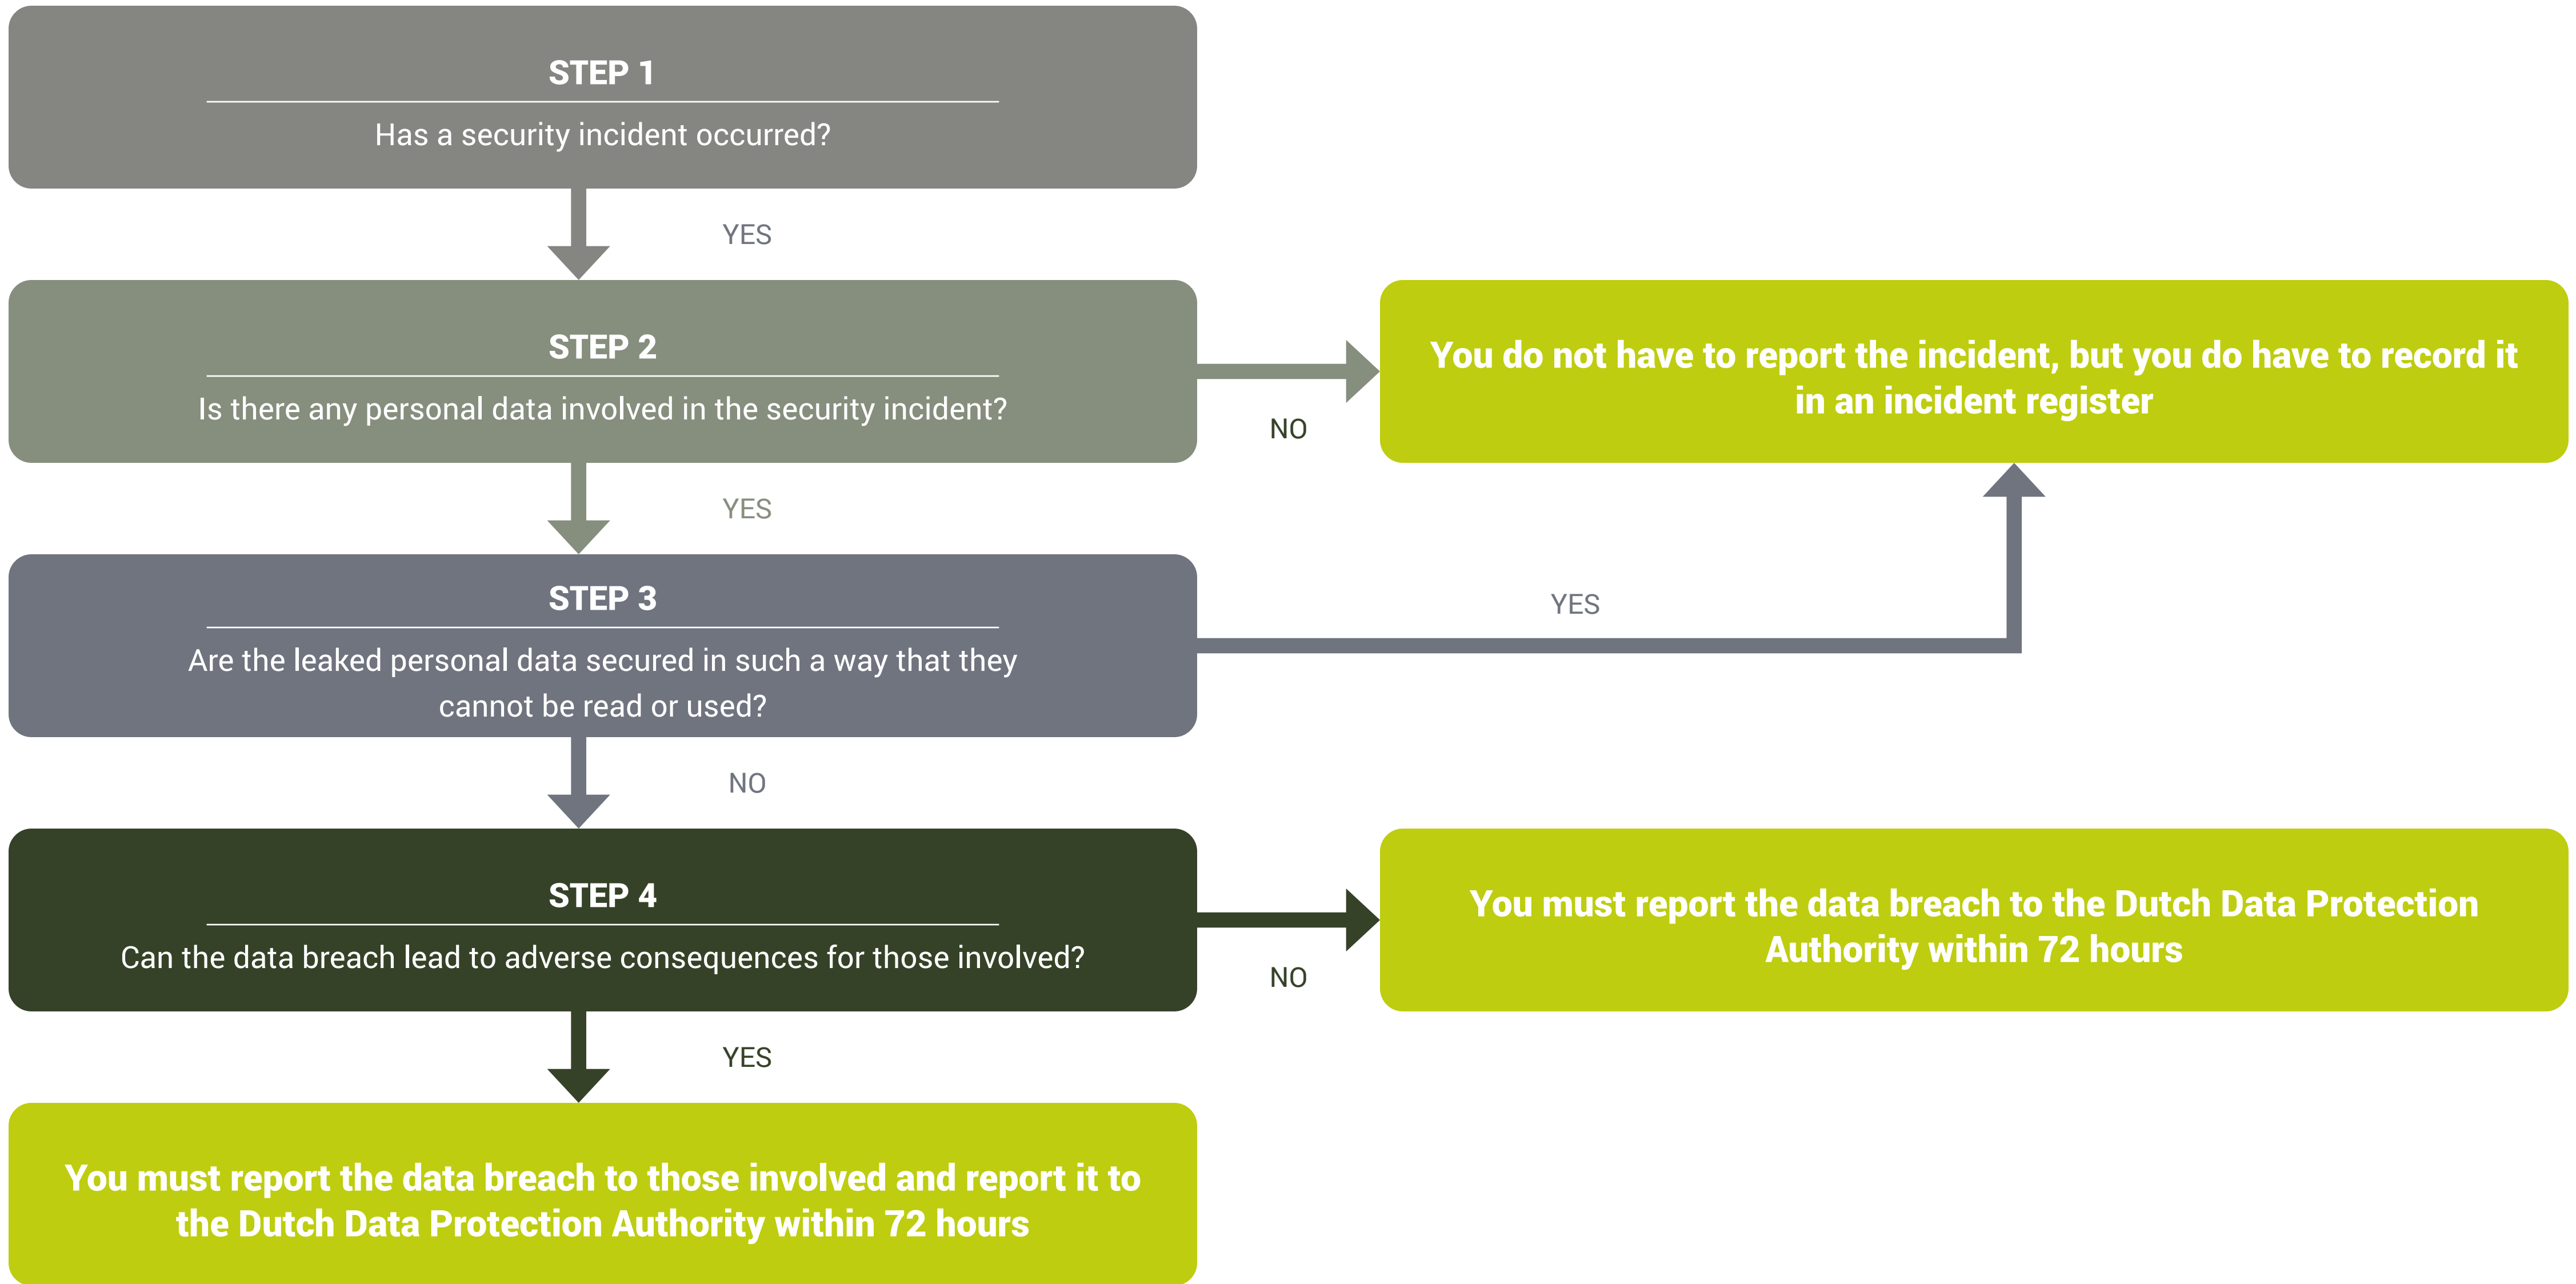 STEP 1
Has a security incident occurred?
YES
STEP 2
Is there any personal data involved in the security incident?
NO
You do not have to report the incident, but you do have to record it
in an incident register
YES
STEP 3
Are the leaked personal data secured in such a way that they
cannot be read or used?
YES
NO
STEP 4
Can the data breach lead to adverse consequences for those involved?
NO
You must report the data breach to the Dutch Data Protection
Authority within 72 hours
YES
You must report the data breach to those involved and report it to
the Dutch Data Protection Authority within 72 hours